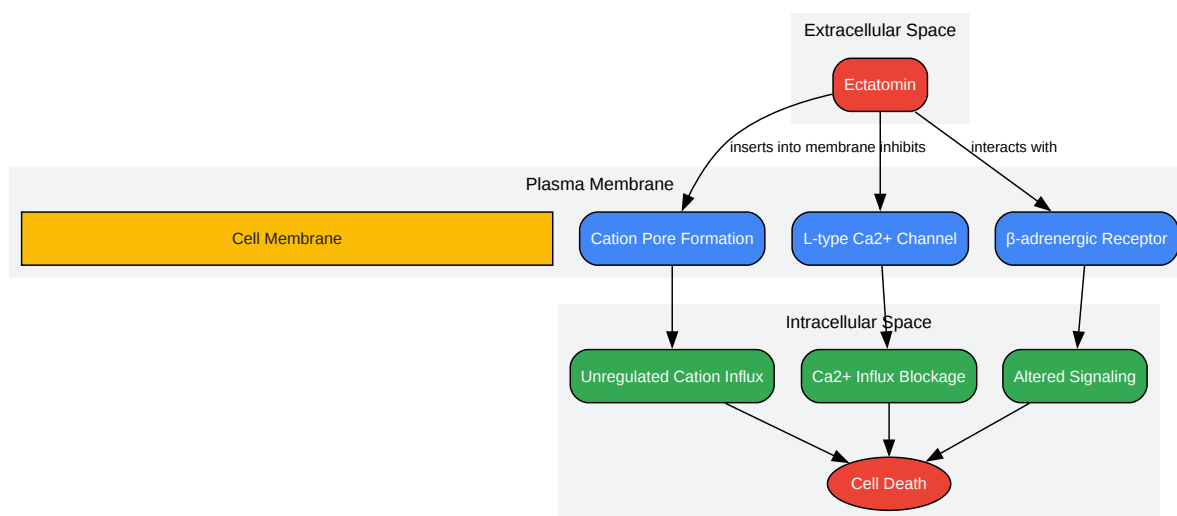 Extracellular Space
Ectatomin
inserts into membrane
inhibits
interacts with
Plasma Membrane
Cell Membrane
Cation Pore Formation
L-type Ca2+ Channel
β-adrenergic Receptor
Intracellular Space
Unregulated Cation Influx
Ca2+ Influx Blockage
Altered Signaling
Cell Death